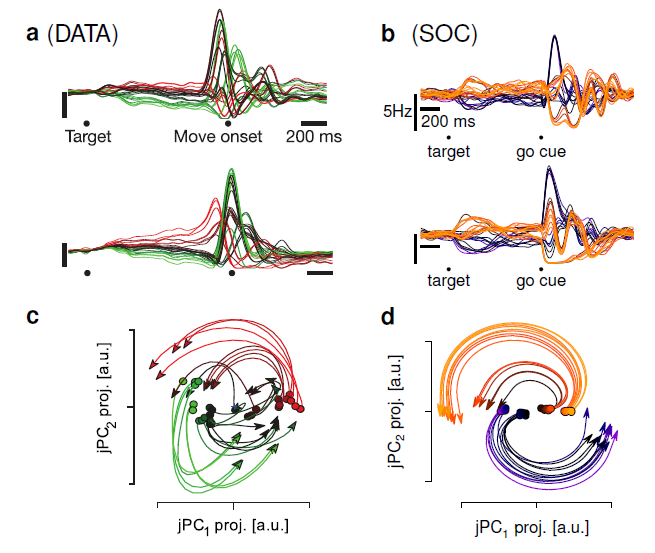 a (DATA)
b (SOC)
Target
Move onset
200 ms
5Hz
200 ms
target
go cue
target
go cue
c
d
jPC2 proj. [a.u.]
jPC2 proj. [a.u.]
jPC1 proj. [a.u.]
jPC1 proj. [a.u.]